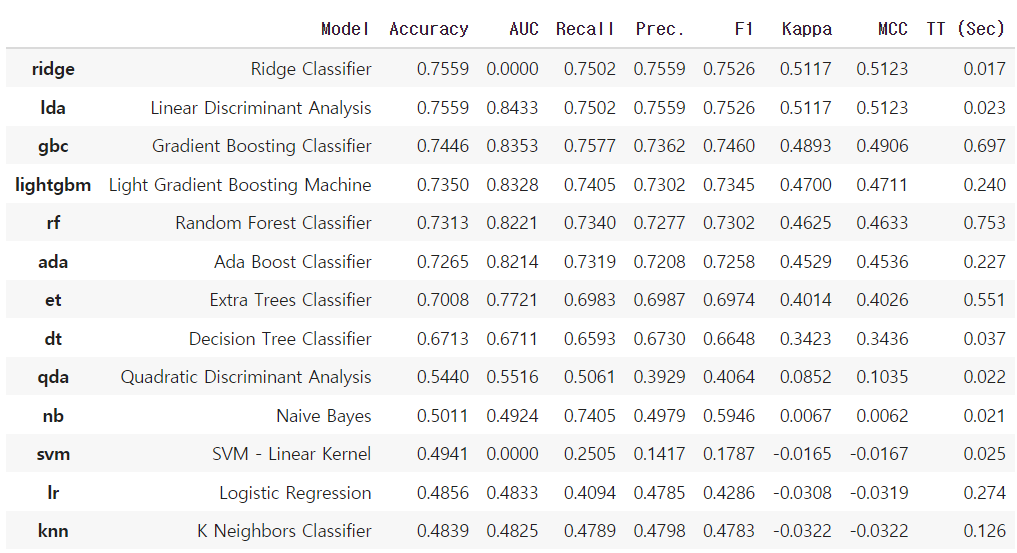 Model Accuracy AUC Recall Prec. F1 Kappa MCC TT (Sec)
ridge Ridge Classifier 0.7559 0.0000 0.7502 0.7559 0.7526 0.5117 0.5123 0.017
lda Linear Discriminant Analysis 0.7559 0.8433 0.7502 0.7559 0.7526 0.5117 0.5123 0.023
gbc Gradient Boosting Classifier 0.7446 0.8353 0.7577 0.7362 0.7460 0.4893 0.4906 0.697
lightgbm Light Gradient Boosting Machine 0.7350 0.8328 0.7405 0.7302 0.7345 0.4700 0.4711 0.240
rf Random Forest Classifier 0.7313 0.8221 0.7340 0.7277 0.7302 0.4625 0.4633 0.753
ada Ada Boost Classifier 0.7265 0.8214 0.7319 0.7208 0.7258 0.4529 0.4536 0.227
et Extra Trees Classifier 0.7008 0.7721 0.6983 0.6987 0.6974 0.4014 0.4026 0.551
dt Decision Tree Classifier 0.6713 0.6711 0.6593 0.6730 0.6648 0.3423 0.3436 0.037
qda Quadratic Discriminant Analysis 0.5440 0.5516 0.5061 0.3929 0.4064 0.0852 0.1035 0.022
nb Naive Bayes 0.5011 0.4924 0.7405 0.4979 0.5946 0.0067 0.0062 0.021
svm SVM - Linear Kernel 0.4941 0.0000 0.2505 0.1417 0.1787 -0.0165 -0.0167 0.025
lr Logistic Regression 0.4856 0.4833 0.4094 0.4785 0.4286 -0.0308 -0.0319 0.274
knn K Neighbors Classifier 0.4839 0.4825 0.4789 0.4798 0.4783 -0.0322 -0.0322 0.126